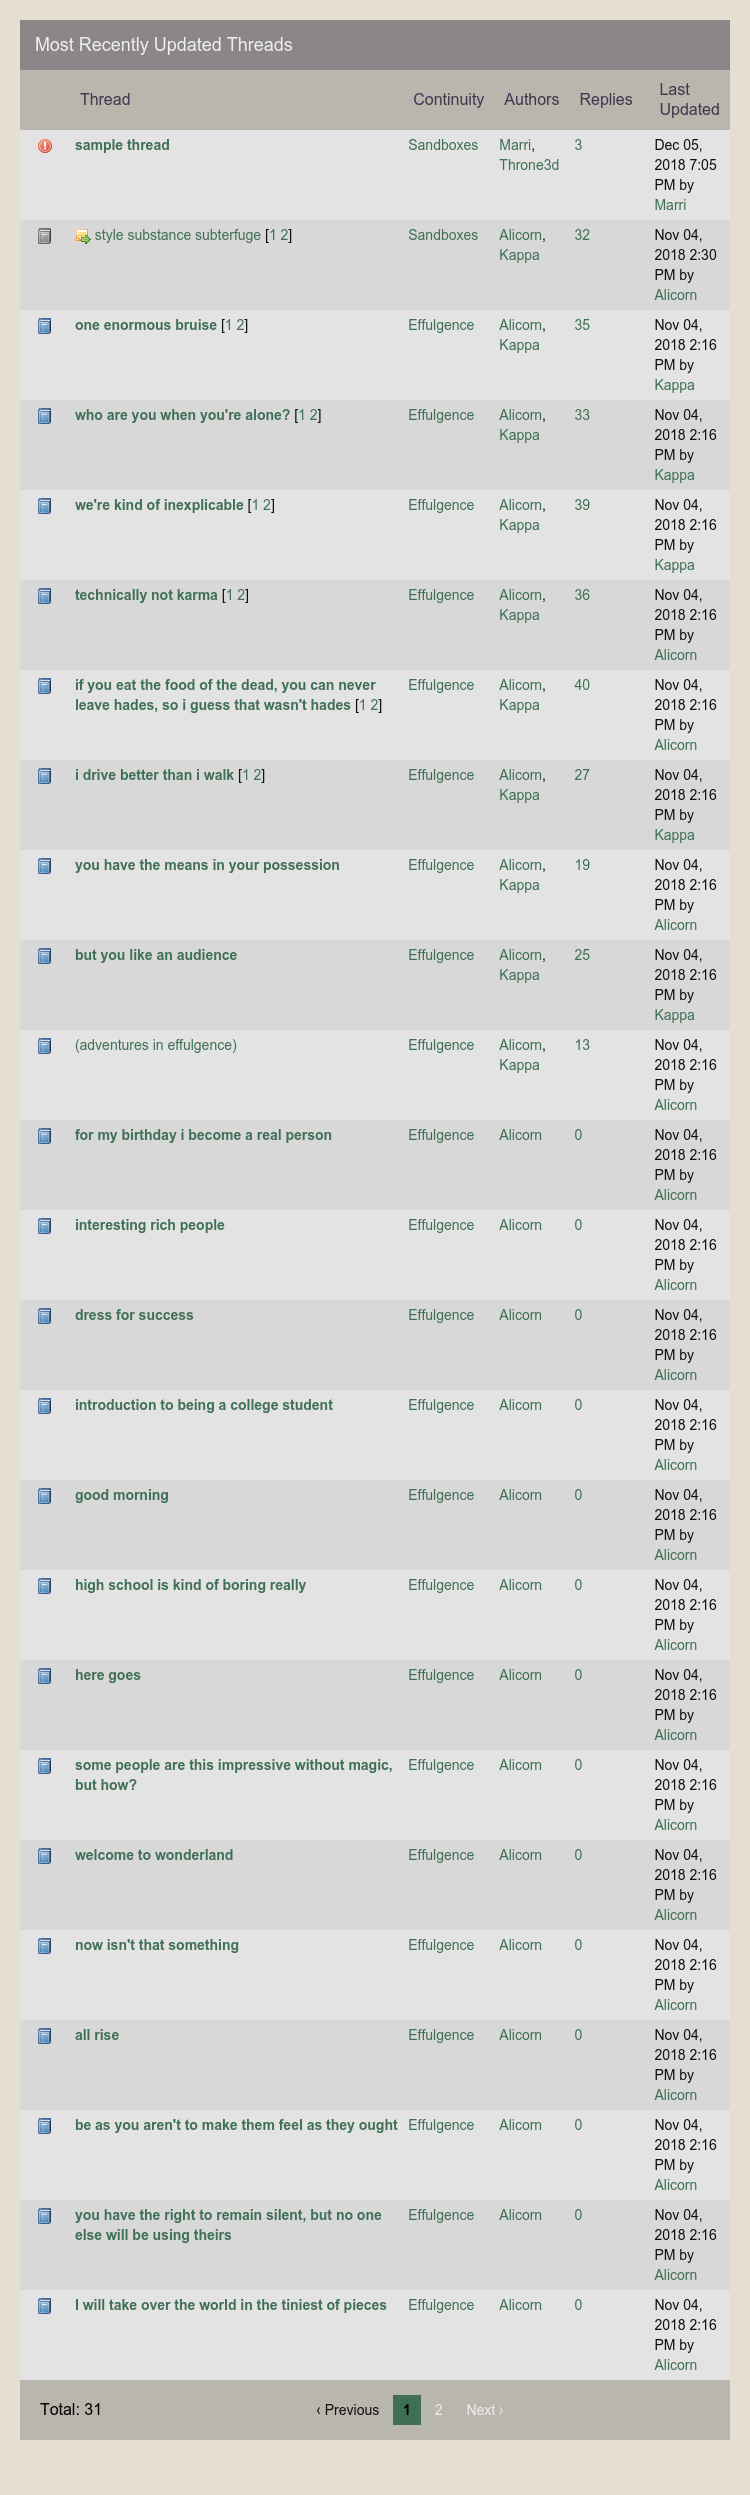 Most Recently Updated Threads
Thread Continuity Authors Replies Last Updated
sample thread Sandboxes Marri, Throne3d 3 Dec 05, 2018 7:05 PM by Marri
style substance subterfuge [1 2] Sandboxes Alicorn, Kappa 32 Nov 04, 2018 2:30 PM by Alicorn
one enormous bruise [1 2] Effulgence Alicorn, Kappa 35 Nov 04, 2018 2:16 PM by Kappa
who are you when you're alone? [1 2] Effulgence Alicorn, Kappa 33 Nov 04, 2018 2:16 PM by Kappa
we're kind of inexplicable [1 2] Effulgence Alicorn, Kappa 39 Nov 04, 2018 2:16 PM by Kappa
technically not karma [1 2] Effulgence Alicorn, Kappa 36 Nov 04, 2018 2:16 PM by Alicorn
if you eat the food of the dead, you can never leave hades, so i guess that wasn't hades [1 2] Effulgence Alicorn, Kappa 40 Nov 04, 2018 2:16 PM by Alicorn
i drive better than i walk [1 2] Effulgence Alicorn, Kappa 27 Nov 04, 2018 2:16 PM by Kappa
you have the means in your possession Effulgence Alicorn, Kappa 19 Nov 04, 2018 2:16 PM by Alicorn
but you like an audience Effulgence Alicorn, Kappa 25 Nov 04, 2018 2:16 PM by Kappa
(adventures in effulgence) Effulgence Alicorn, Kappa 13 Nov 04, 2018 2:16 PM by Alicorn
for my birthday i become a real person Effulgence Alicorn 0 Nov 04, 2018 2:16 PM by Alicorn
interesting rich people Effulgence Alicorn 0 Nov 04, 2018 2:16 PM by Alicorn
dress for success Effulgence Alicorn 0 Nov 04, 2018 2:16 PM by Alicorn
introduction to being a college student Effulgence Alicorn 0 Nov 04, 2018 2:16 PM by Alicorn
good morning Effulgence Alicorn 0 Nov 04, 2018 2:16 PM by Alicorn
high school is kind of boring really Effulgence Alicorn 0 Nov 04, 2018 2:16 PM by Alicorn
here goes Effulgence Alicorn 0 Nov 04, 2018 2:16 PM by Alicorn
some people are this impressive without magic, but how? Effulgence Alicorn 0 Nov 04, 2018 2:16 PM by Alicorn
welcome to wonderland Effulgence Alicorn 0 Nov 04, 2018 2:16 PM by Alicorn
now isn't that something Effulgence Alicorn 0 Nov 04, 2018 2:16 PM by Alicorn
all rise Effulgence Alicorn 0 Nov 04, 2018 2:16 PM by Alicorn
be as you aren't to make them feel as they ought Effulgence Alicorn 0 Nov 04, 2018 2:16 PM by Alicorn
you have the right to remain silent, but no one else will be using theirs Effulgence Alicorn 0 Nov 04, 2018 2:16 PM by Alicorn
I will take over the world in the tiniest of pieces Effulgence Alicorn 0 Nov 04, 2018 2:16 PM by Alicorn
Total: 31 ‹ Previous 1 2 Next ›